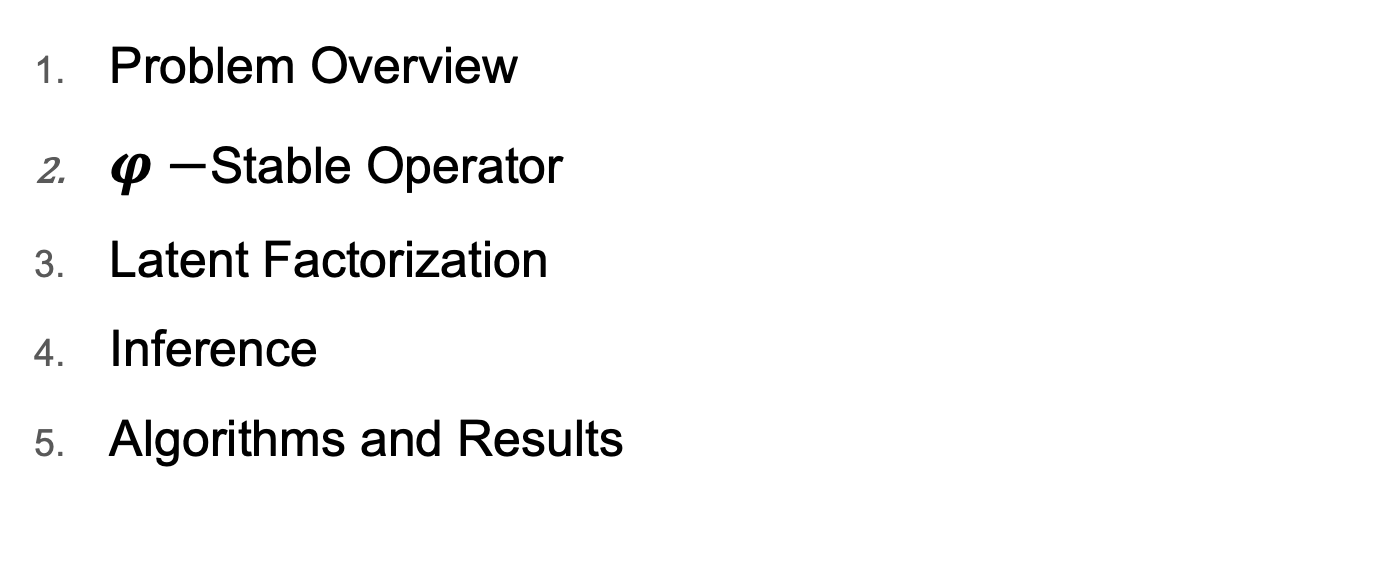 1. Problem Overview
2. 𝝋 —Stable Operator
3. Latent Factorization
4. Inference
5. Algorithms and Results